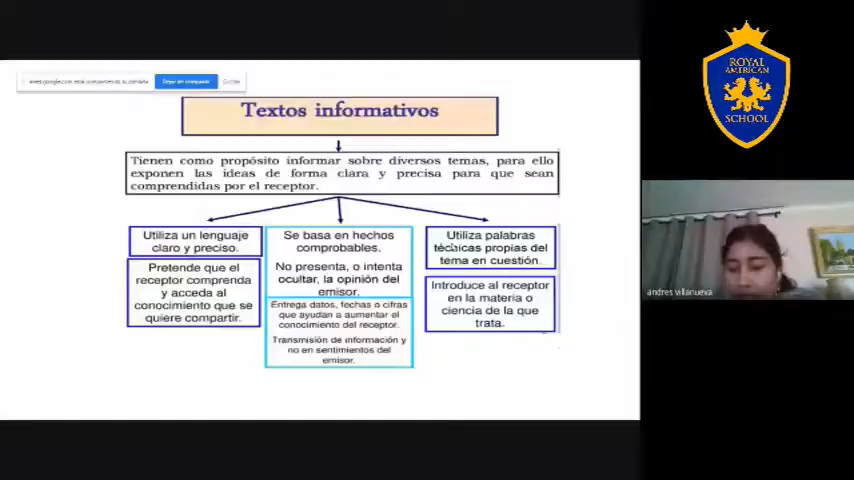 Textos informativos
Tienen como propósito informar sobre diversos temas, para ello
exponen las ideas de forma clara y precisa para que sean
comprendidas por el receptor.
Utiliza un lenguaje
claro y preciso.
Pretende que el
receptor comprenda
y acceda al
conocimiento que se
quiere compartir.
Se basa en hechos
comprobables.
No presenta, o intenta
ocultar, la opinión del
emisor.
Entrega datos, fechas o cifras
que ayudan a aumentar el
conocimiento del receptor.
Transmisión de información y
no en sentimientos del
emisor.
Utiliza palabras
técnicas propias del
tema en cuestión.
Introduce al receptor
en la materia o
ciencia de la que
trata.
ROYAL
AMERICAN
SCHOOL
andres villanueva